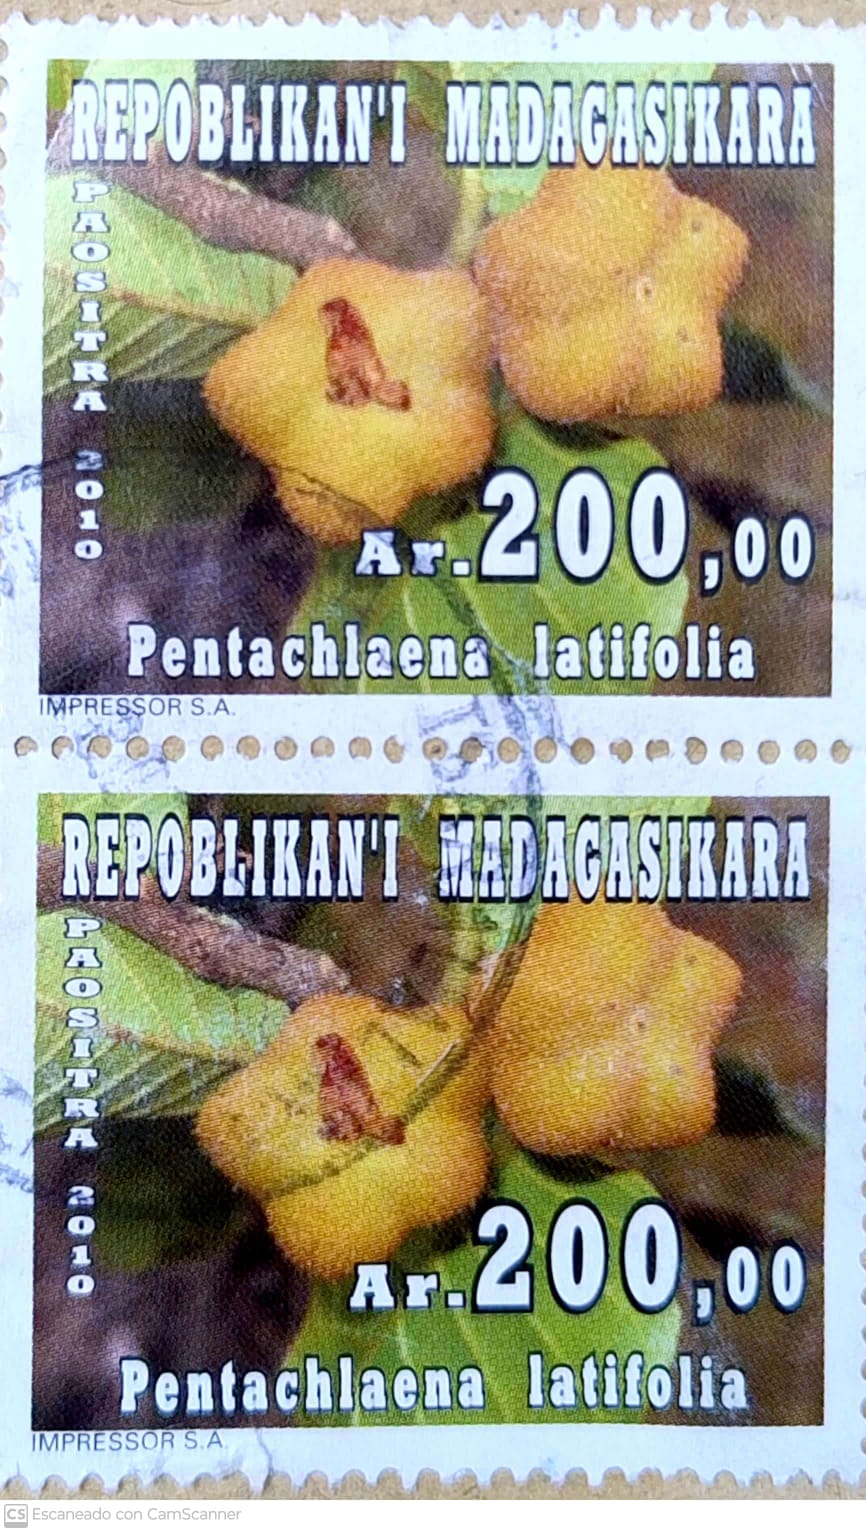 REPOBLIKAN'I MADAGASIKARA
PAOSITRA 2010
Ar.200,00
Pentachlaena latifolia
IMPRESSOR S.A.
REPOBLIKAN'I MADAGASIKARA
PAOSITRA 2010
Ar.200,00
Pentachlaena latifolia
IMPRESSOR S.A.
CS Escaneado con CamScanner